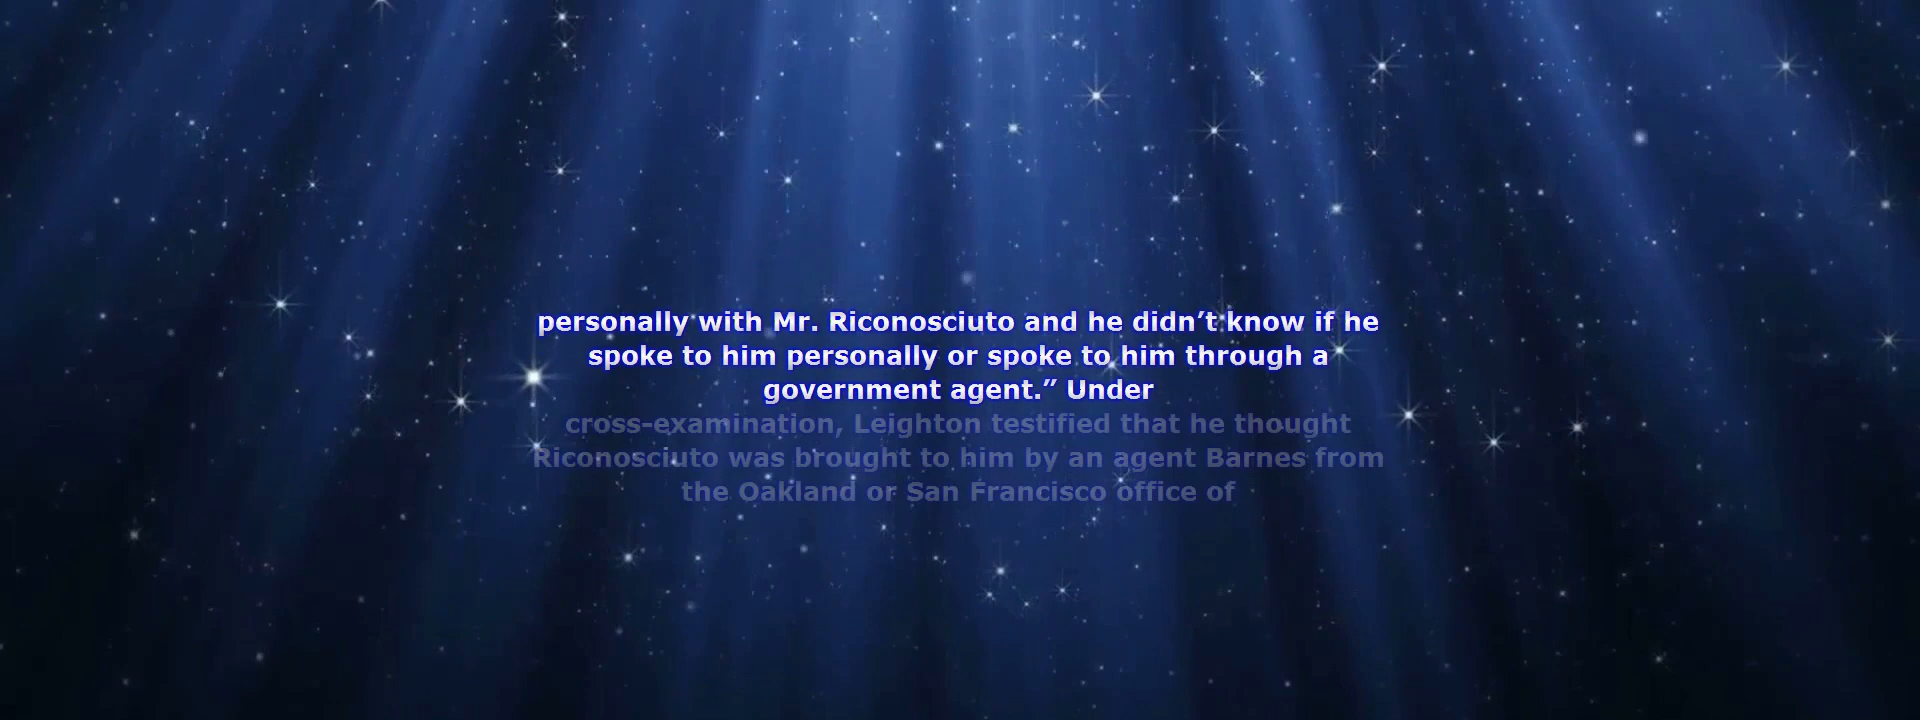 personally with Mr. Riconosciuto and he didn’t know if he
spoke to him personally or spoke to him through a
government agent.” Under
cross-examination, Leighton testified that he thought
Riconosciuto was brought to him by an agent Barnes from
the Oakland or San Francisco office of